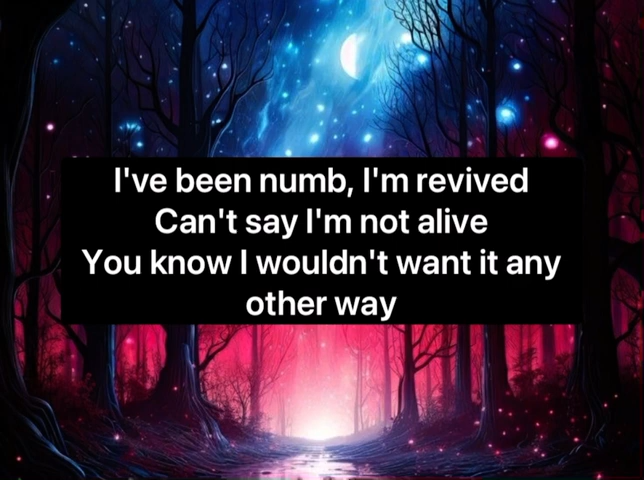 I've been numb, I'm revived
Can't say I'm not alive
You know I wouldn't want it any
other way